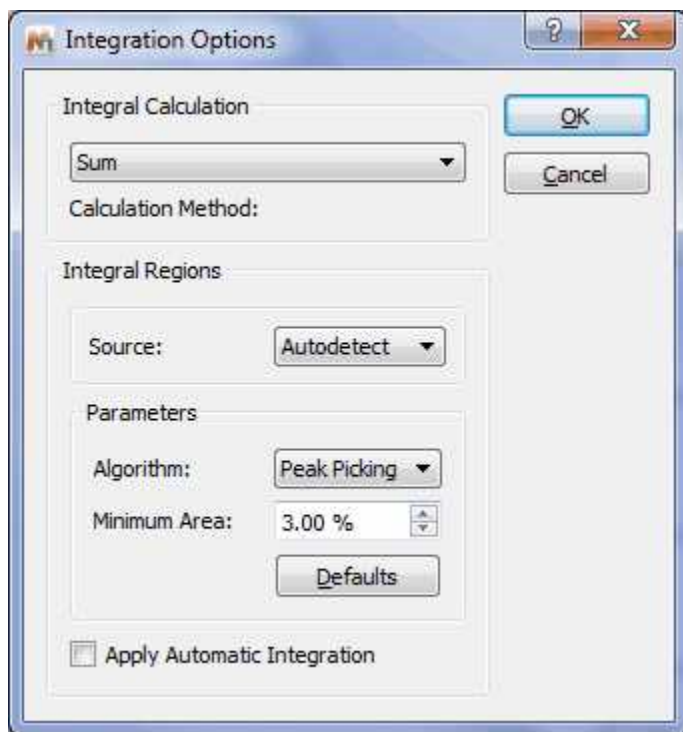 Integration Options
?
X
Integral Calculation
OK
Sum
Cancel
Calculation Method:
Integral Regions
Source: Autodetect
Parameters
Algorithm: Peak Picking
Minimum Area: 3.00 %
Defaults
Apply Automatic Integration